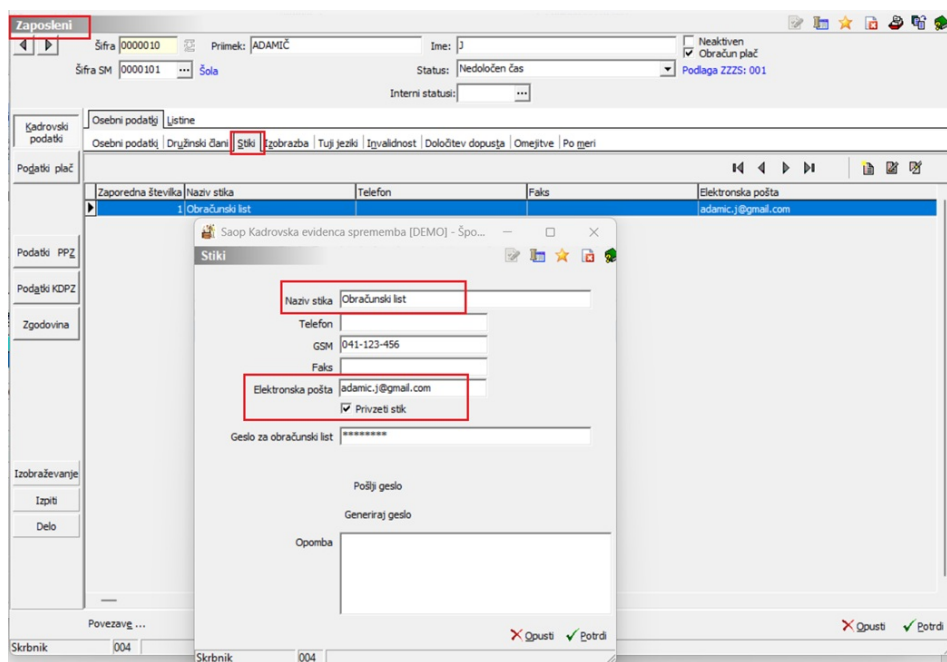 Zaposleni
Šifra 0000010 Priimek: ADAMIČ Ime: J Neaktiven
Obračun plač
Šifra SM 0000101 ... Šola Status: Nedoločen čas Podlaga ZZZS: 001
Interni statusi: ...
Kadrovski podatki
Osebni podatki Listine
Osebni podatki Družinski člani Stiki Izobrazba Tuji jeziki Invalidnost Določitev dopusta Omejitve Po meri
Podatki plač
Zaporedna številka Naziv stika Telefon Faks Elektronska pošta
1 Obračunski list adamic.j@gmail.com
Podatki PPZ
Podatki KDPZ
Zgodovina
Izobraževanje
Izpiti
Delo
Saop Kadrovska evidenca sprememba [DEMO] - Špo...
Stiki
Naziv stika Obračunski list
Telefon
GSM 041-123-456
Faks
Elektronska pošta adamic.j@gmail.com
Privzeti stik
Geslo za obračunski list ********
Pošlji geslo
Generiraj geslo
Opomba
Opusti Potrdi
Skrbnik 004
Povezave ...
Opusti Potrdi
Skrbnik 004